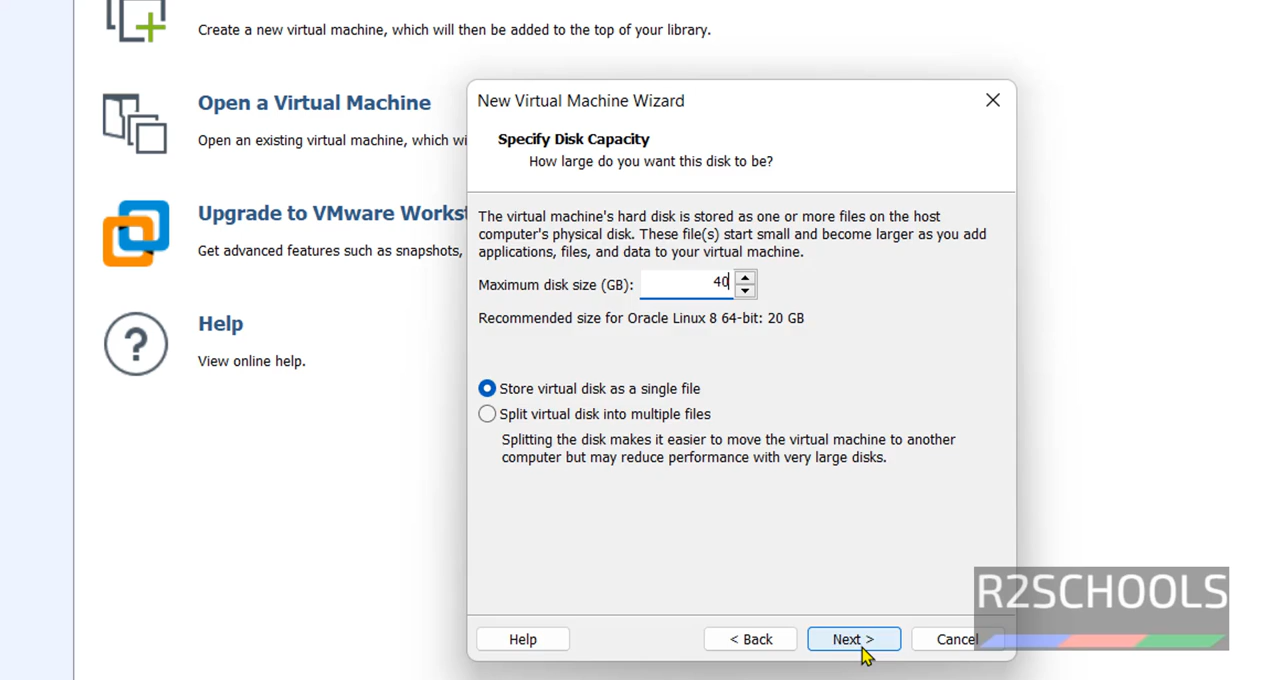 Create a new virtual machine, which will then be added to the top of your library.
Open a Virtual Machine
Open an existing virtual machine, which wi
Upgrade to VMware Workst
Get advanced features such as snapshots,
Help
View online help.
New Virtual Machine Wizard
Specify Disk Capacity
How large do you want this disk to be?
The virtual machine's hard disk is stored as one or more files on the host
computer's physical disk. These file(s) start small and become larger as you add
applications, files, and data to your virtual machine.
Maximum disk size (GB): 40
Recommended size for Oracle Linux 8 64-bit: 20 GB
Store virtual disk as a single file
Split virtual disk into multiple files
Splitting the disk makes it easier to move the virtual machine to another
computer but may reduce performance with very large disks.
Help < Back Next > Cancel
R2SCHOOLS